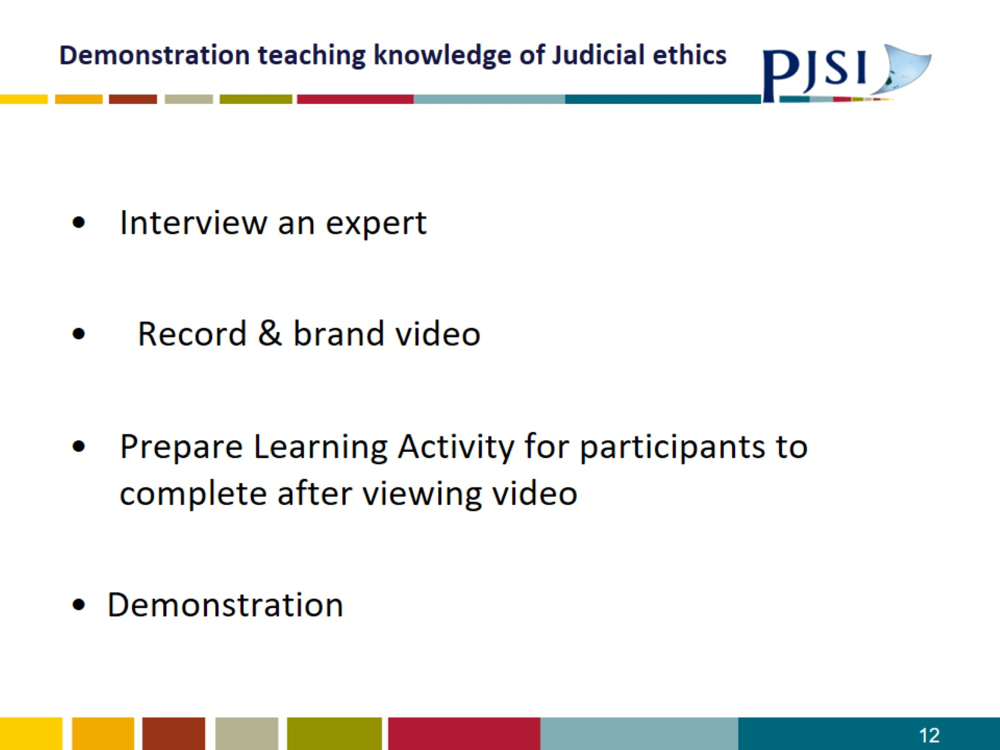 Demonstration teaching knowledge of Judicial ethics
PJSI
• Interview an expert
• Record & brand video
• Prepare Learning Activity for participants to
complete after viewing video
• Demonstration
12